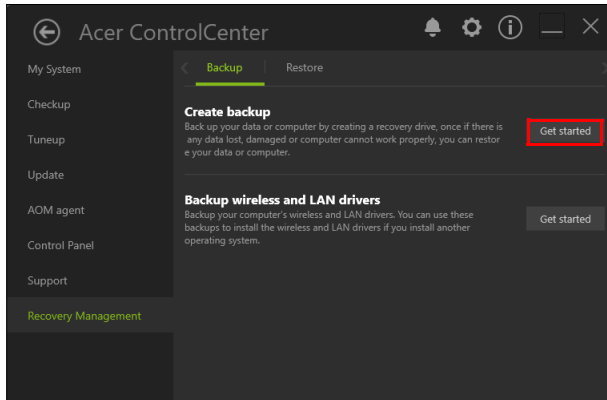 Acer ControlCenter
My System
Checkup
Tuneup
Update
AOM agent
Control Panel
Support
Recovery Management
Backup
Restore
Create backup
Back up your data or computer by creating a recovery drive, once if there is
any data lost, damaged or computer cannot work properly, you can restor
e your data or computer.
Get started
Backup wireless and LAN drivers
Backup your computer's wireless and LAN drivers. You can use these
backups to install the wireless and LAN drivers if you install another
operating system.
Get started